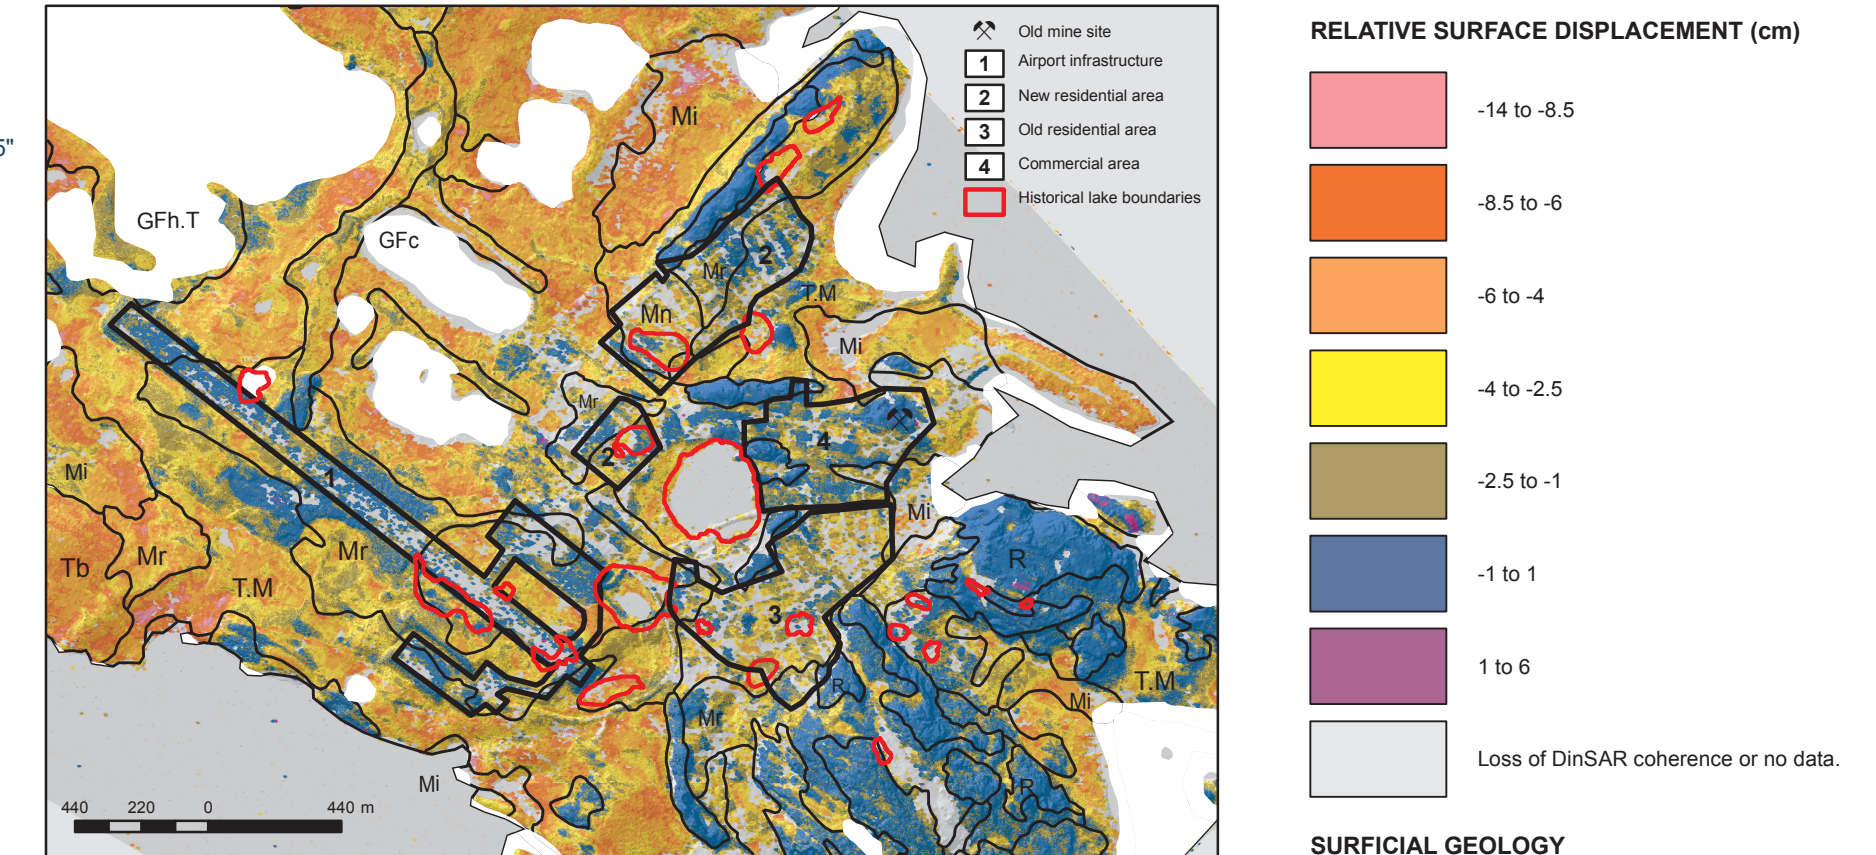 5"
Old mine site
1 Airport infrastructure
2 New residential area
3 Old residential area
4 Commercial area
Historical lake boundaries
Mi
GFh.T
GFc
2
Mr
T.M
Mn
Mi
Mr
4
2
Mi
1
Mi
R
Mr
Tb
Mr
T.M
3
R
T.M
Mi
Mr
Mi
R
440 220 0 440 m
RELATIVE SURFACE DISPLACEMENT (cm)
-14 to -8.5
-8.5 to -6
-6 to -4
-4 to -2.5
-2.5 to -1
-1 to 1
1 to 6
Loss of DinSAR coherence or no data.
SURFICIAL GEOLOGY